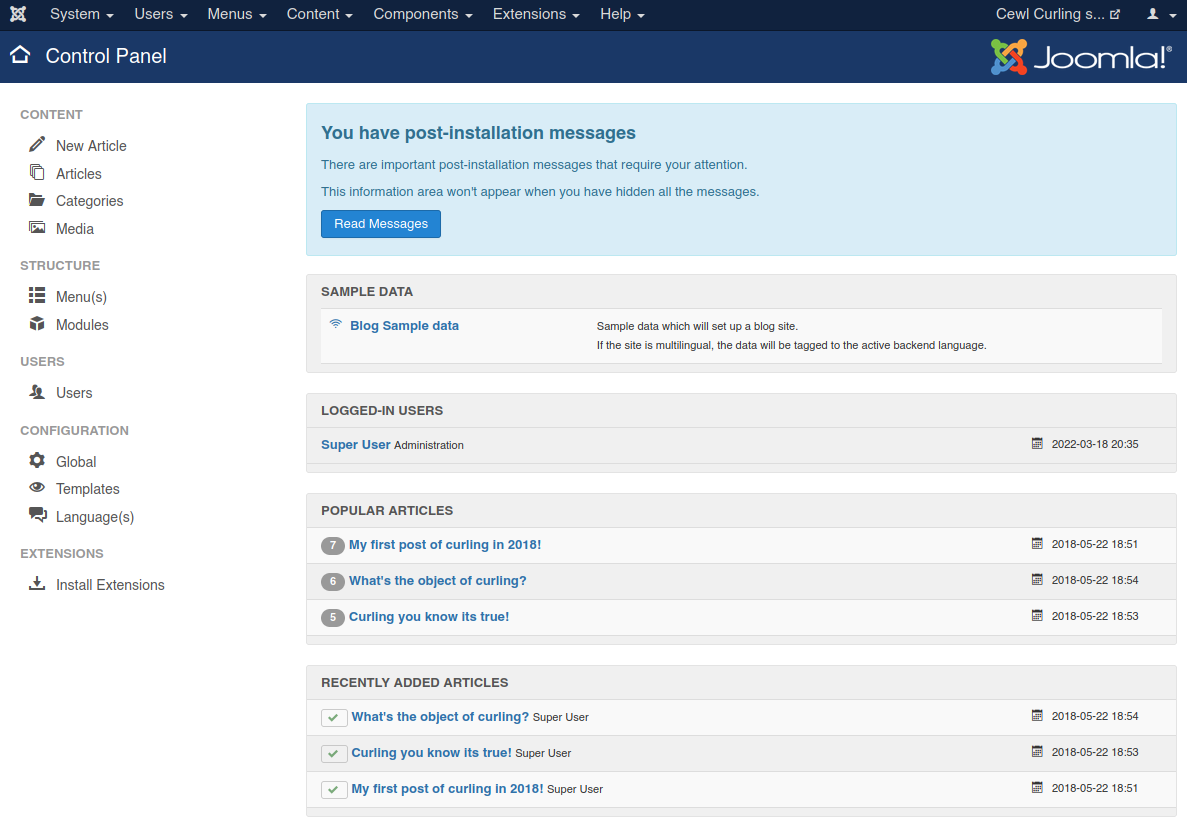 System Users Menus Content Components Extensions Help Cewl Curling s...
Control Panel Joomla!®
CONTENT
New Article
Articles
Categories
Media
STRUCTURE
Menu(s)
Modules
USERS
Users
CONFIGURATION
Global
Templates
Language(s)
EXTENSIONS
Install Extensions
You have post-installation messages
There are important post-installation messages that require your attention.
This information area won't appear when you have hidden all the messages.
Read Messages
SAMPLE DATA
Blog Sample data Sample data which will set up a blog site.
If the site is multilingual, the data will be tagged to the active backend language.
LOGGED-IN USERS
Super User Administration 2022-03-18 20:35
POPULAR ARTICLES
7 My first post of curling in 2018! 2018-05-22 18:51
6 What's the object of curling? 2018-05-22 18:54
5 Curling you know its true! 2018-05-22 18:53
RECENTLY ADDED ARTICLES
What's the object of curling? Super User 2018-05-22 18:54
Curling you know its true! Super User 2018-05-22 18:53
My first post of curling in 2018! Super User 2018-05-22 18:51